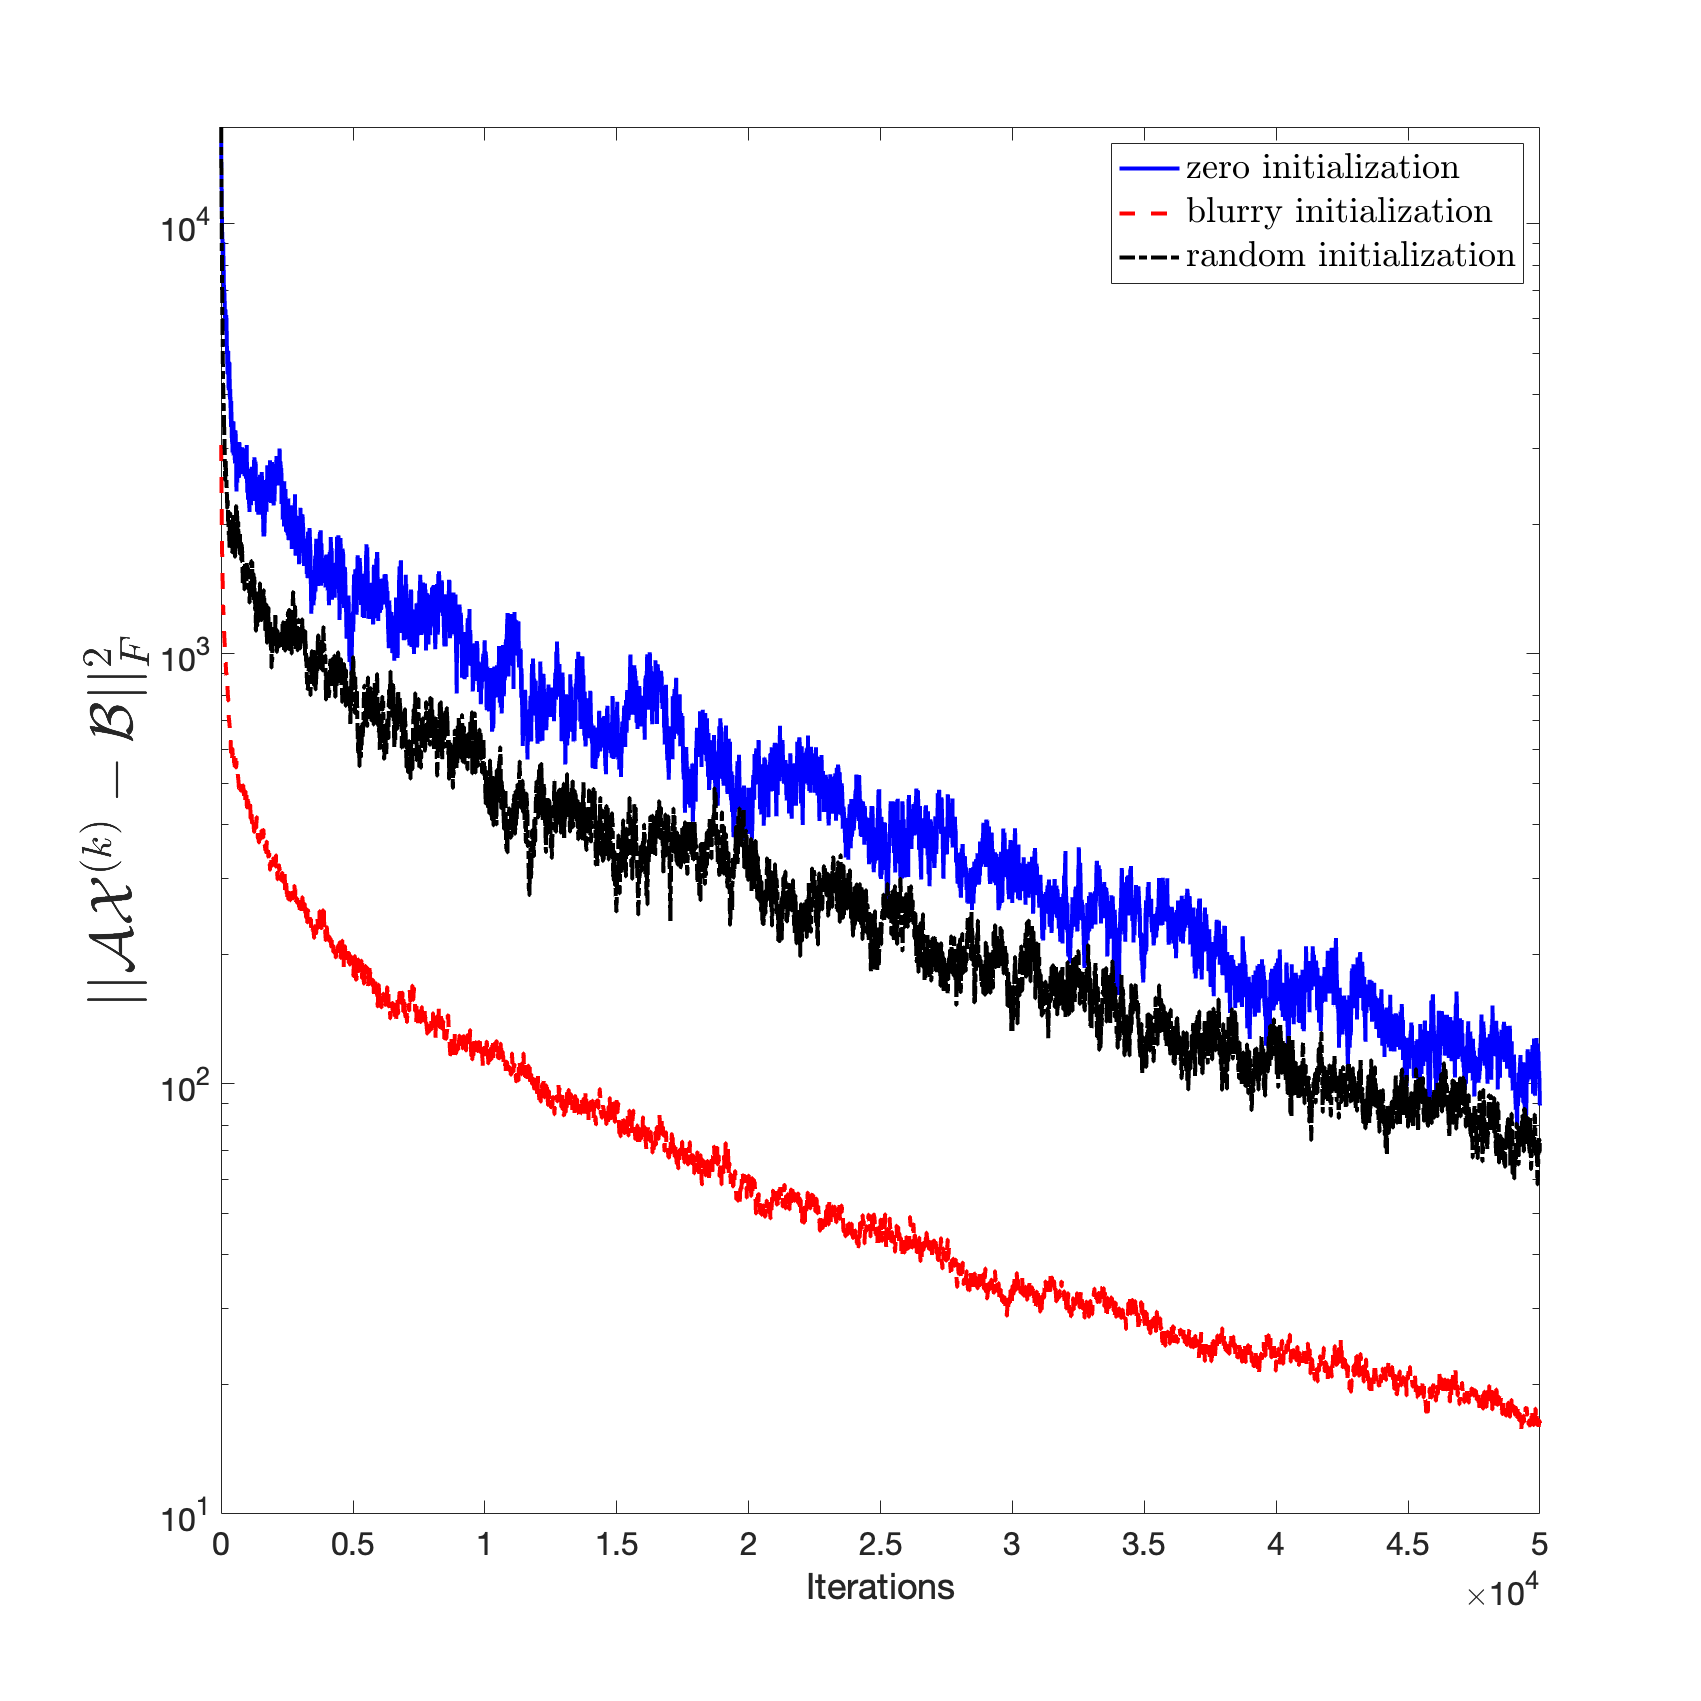 zero initialization
blurry initialization
random initialization
||𝒜𝒳^{(k)} − ℬ||_F^2
10^4
10^3
10^2
10^1
0 0.5 1 1.5 2 2.5 3 3.5 4 4.5 5
Iterations
×10^4